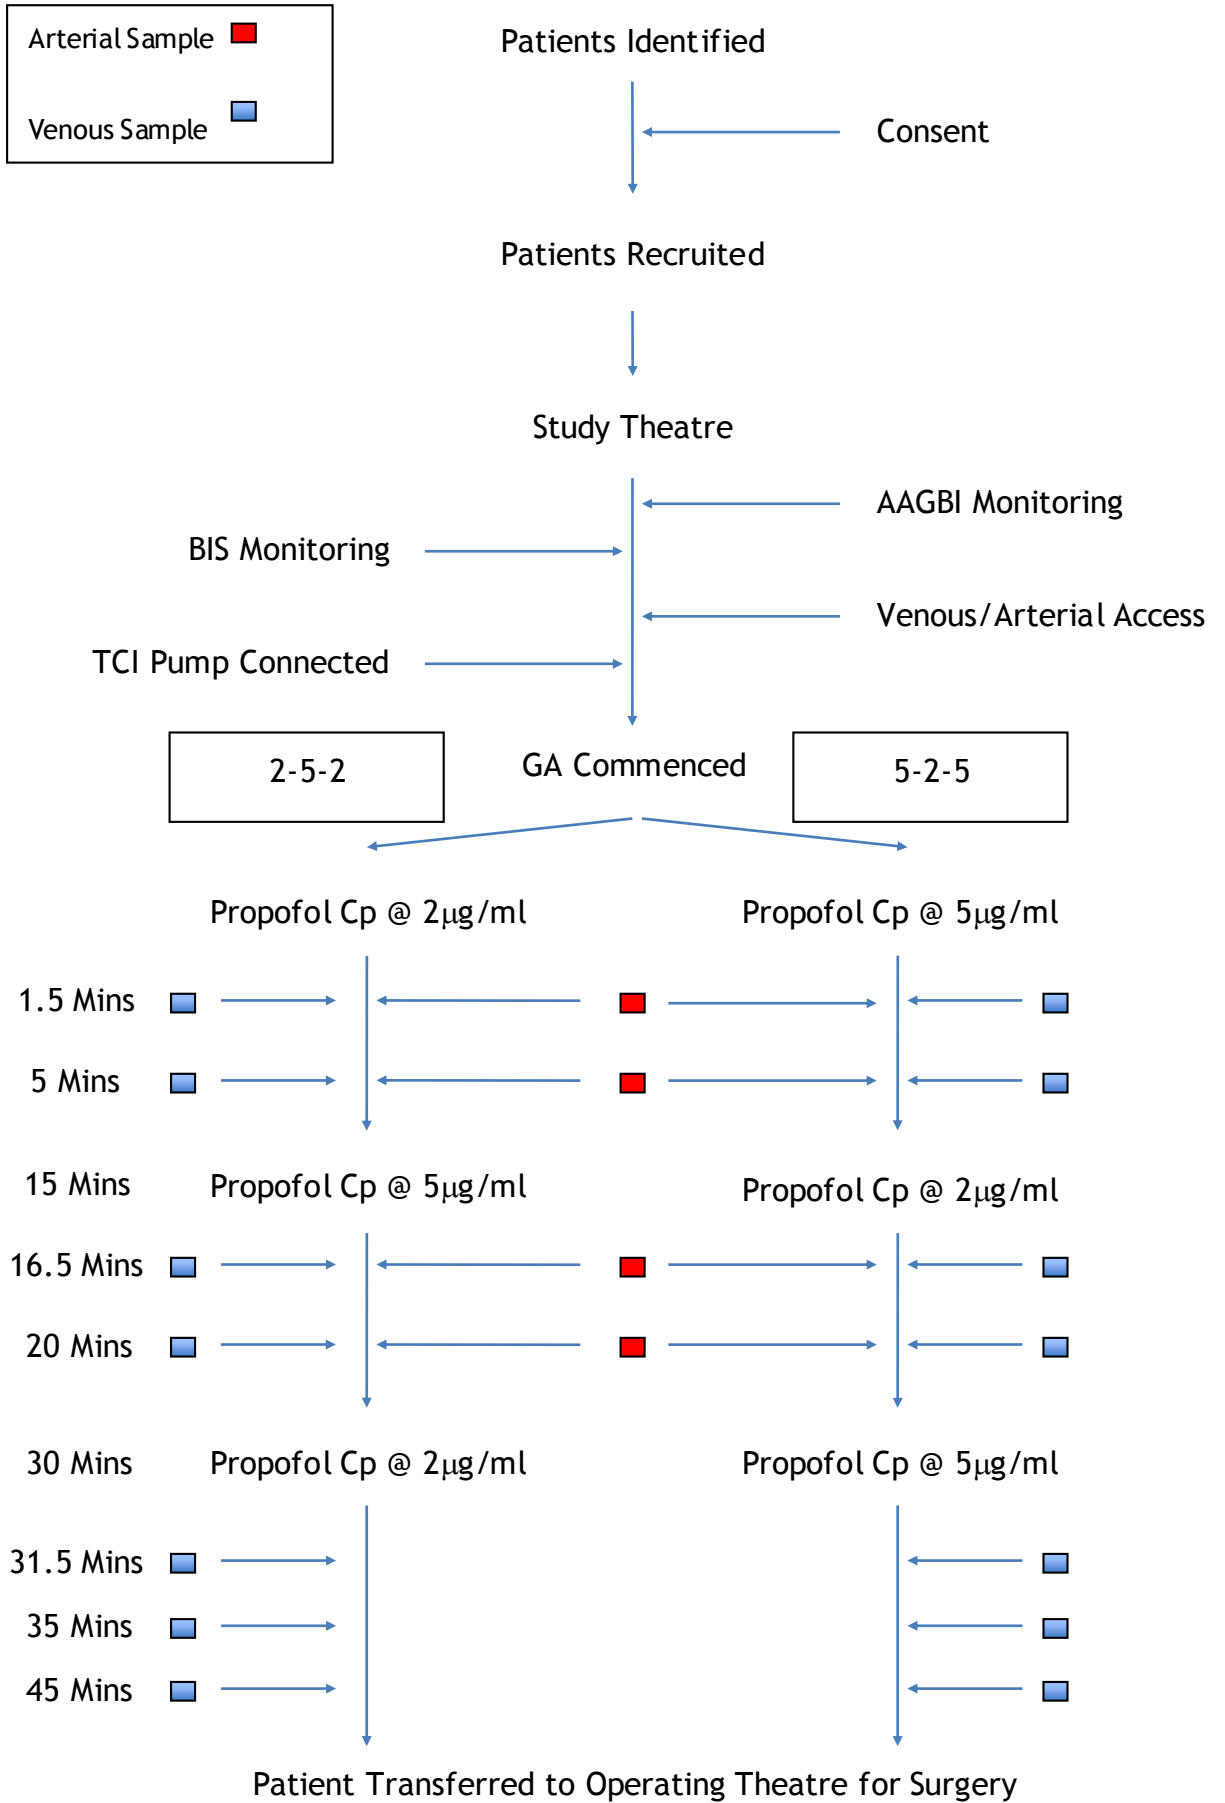 Arterial Sample
Venous Sample
Patients Identified
Consent
Patients Recruited
Study Theatre
AAGBI Monitoring
BIS Monitoring
Venous/Arterial Access
TCI Pump Connected
2-5-2
GA Commenced
5-2-5
Propofol Cp @ 2μg/ml
Propofol Cp @ 5μg/ml
1.5 Mins
5 Mins
15 Mins
Propofol Cp @ 5μg/ml
Propofol Cp @ 2μg/ml
16.5 Mins
20 Mins
30 Mins
Propofol Cp @ 2μg/ml
Propofol Cp @ 5μg/ml
31.5 Mins
35 Mins
45 Mins
Patient Transferred to Operating Theatre for Surgery